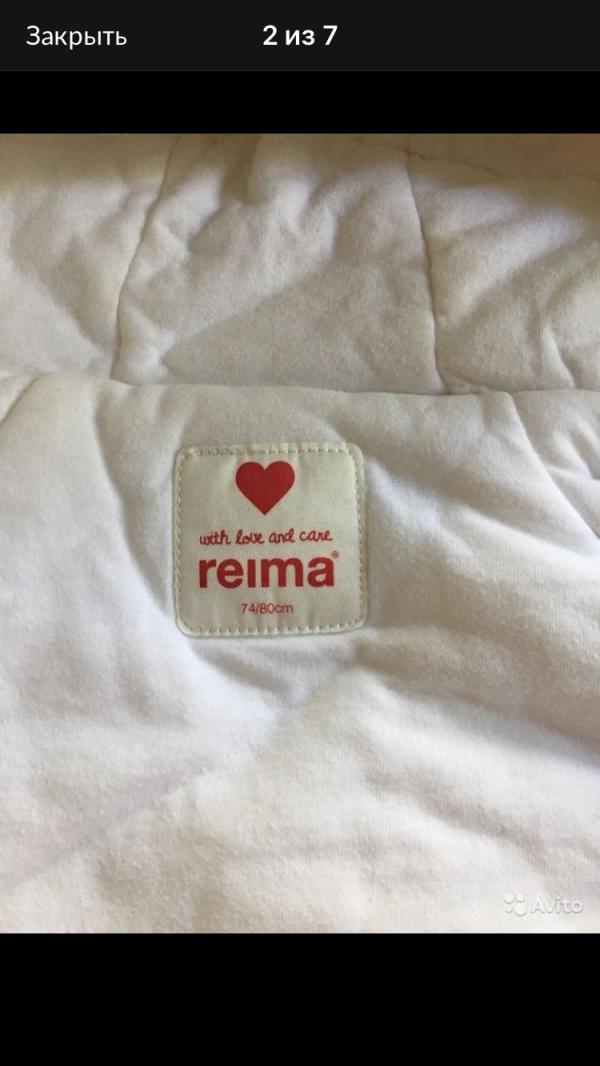 Закрыть
2 из 7
with love and care
reima®
74/80cm
Avito